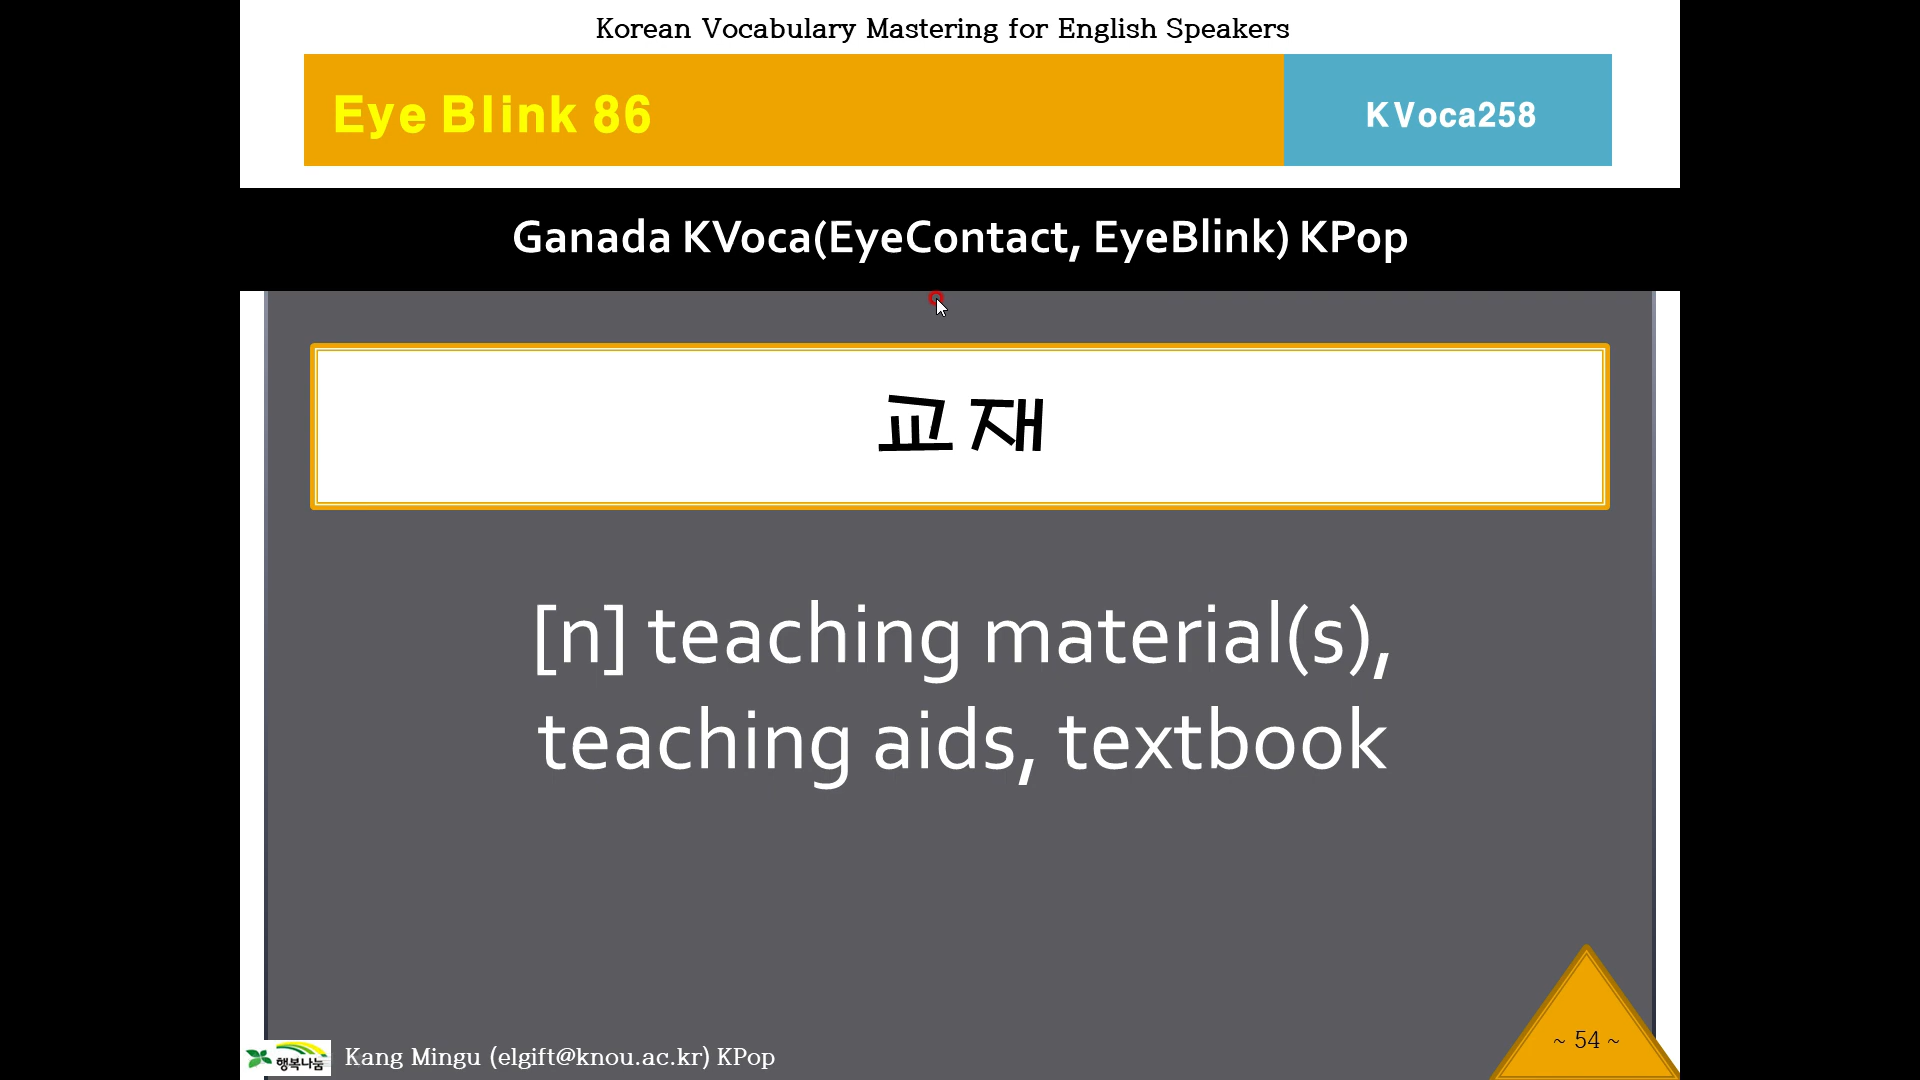 Korean Vocabulary Mastering for English Speakers
Eye Blink 86
KVoca258
Ganada KVoca(EyeContact, EyeBlink) KPop
교재
[n] teaching material(s),
teaching aids, textbook
~ 54 ~
행복나눔
Kang Mingu (elgift@knou.ac.kr) KPop